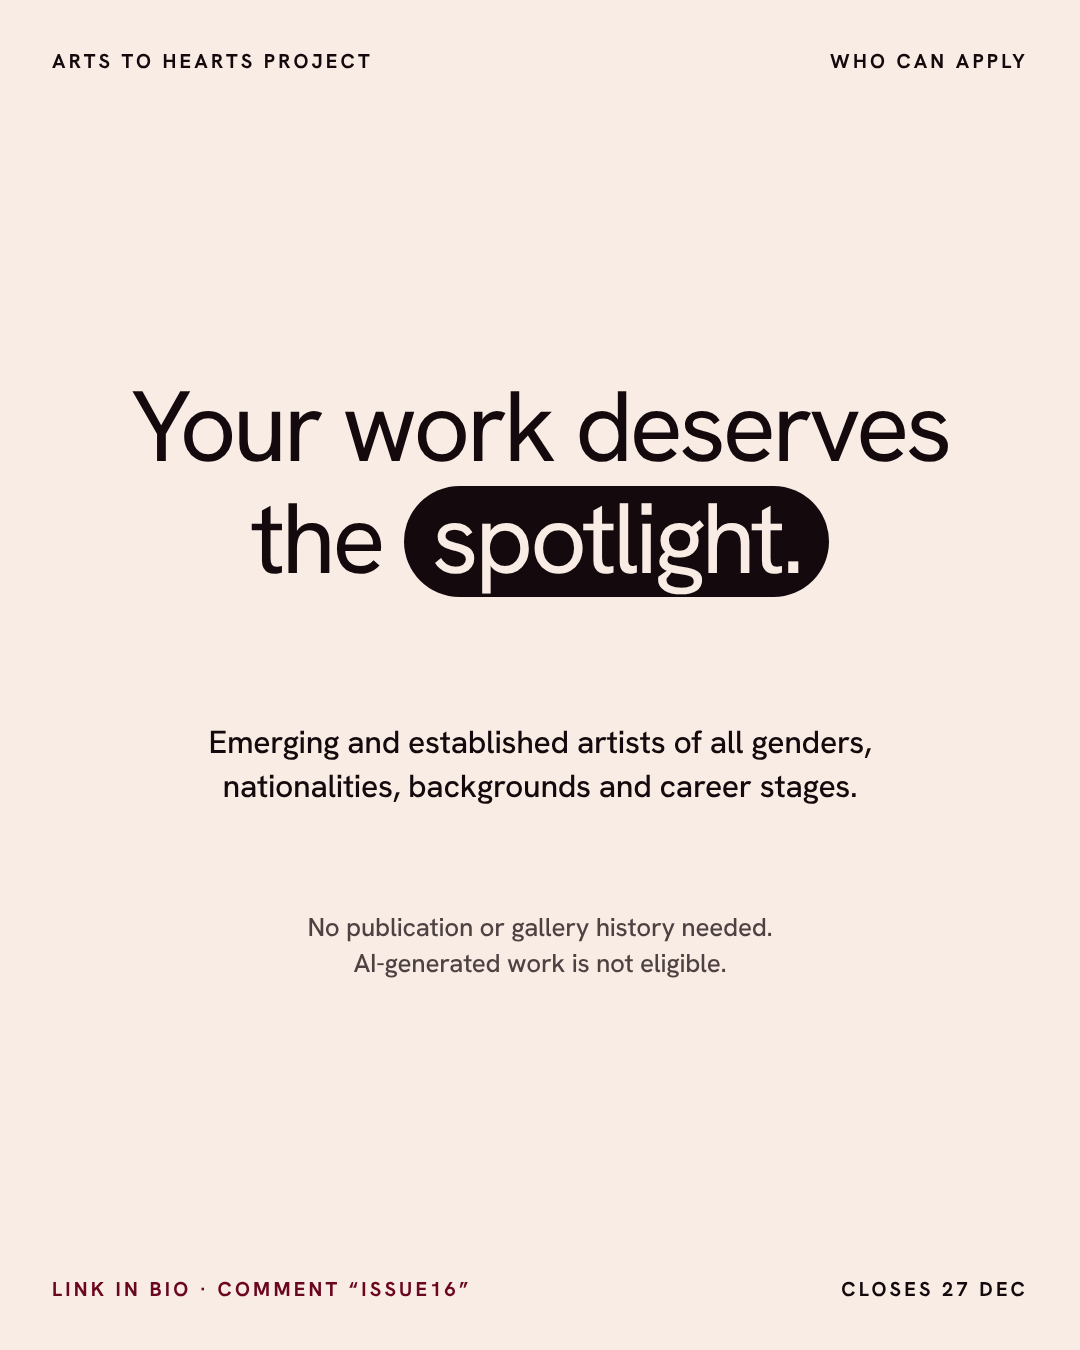 ARTS TO HEARTS PROJECT
WHO CAN APPLY
Your work deserves
the spotlight.
Emerging and established artists of all genders,
nationalities, backgrounds and career stages.
No publication or gallery history needed.
AI-generated work is not eligible.
LINK IN BIO · COMMENT “ISSUE16”
CLOSES 27 DEC